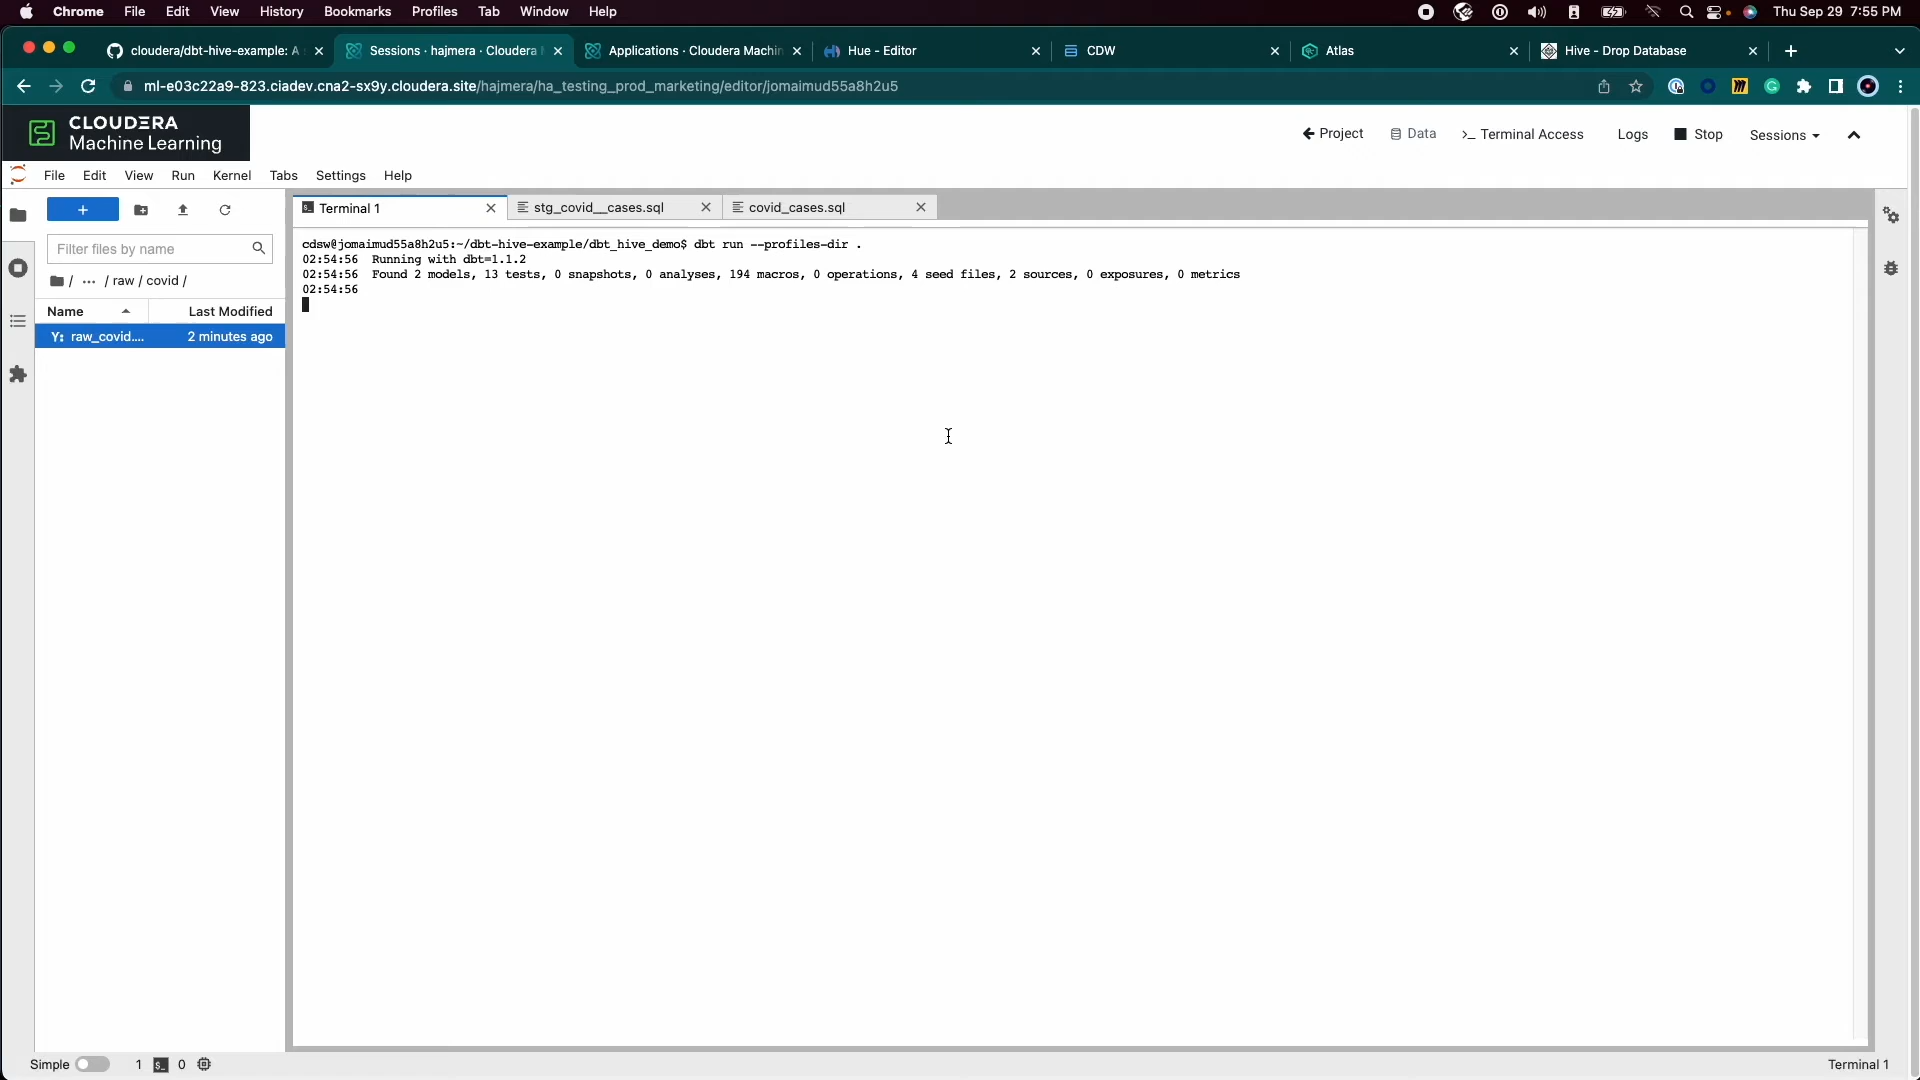 Chrome File Edit View History Bookmarks Profiles Tab Window Help Thu Sep 29 7:55 PM
cloudera/dbt-hive-example: A Sessions · hajmera · Cloudera Applications · Cloudera Machin Hue - Editor CDW Atlas Hive - Drop Database
ml-e03c22a9-823.ciadev.cna2-sx9y.cloudera.site/hajmera/ha_testing_prod_marketing/editor/jomaimud55a8h2u5
CLOUDERA
Machine Learning
Project Data >_ Terminal Access Logs Stop Sessions
File Edit View Run Kernel Tabs Settings Help
Terminal 1 stg_covid__cases.sql covid_cases.sql
Filter files by name
/ ... / raw / covid /
Name Last Modified
Y: raw_covid.... 2 minutes ago
cdsw@jomaimud55a8h2u5:~/dbt-hive-example/dbt_hive_demo$ dbt run --profiles-dir .
02:54:56 Running with dbt=1.1.2
02:54:56 Found 2 models, 13 tests, 0 snapshots, 0 analyses, 194 macros, 0 operations, 4 seed files, 2 sources, 0 exposures, 0 metrics
02:54:56
Simple 1 0 Terminal 1